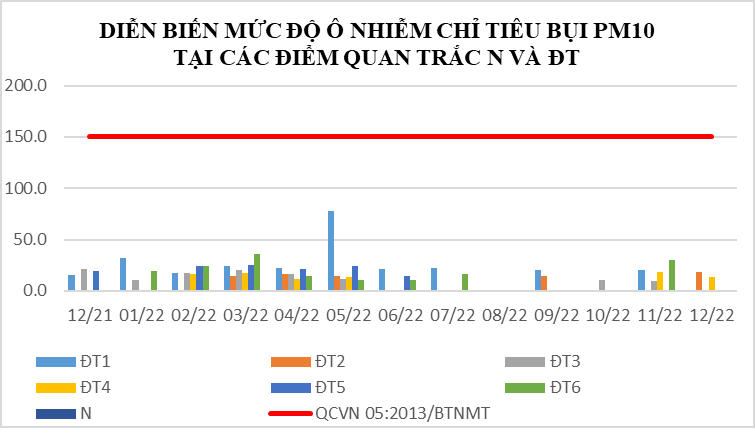 DIỄN BIẾN MỨC ĐỘ Ô NHIỄM CHỈ TIÊU BỤI PM10
TẠI CÁC ĐIỂM QUAN TRẮC N VÀ ĐT
200.0
150.0
100.0
50.0
0.0
12/21 01/22 02/22 03/22 04/22 05/22 06/22 07/22 08/22 09/22 10/22 11/22 12/22
ĐT1 ĐT2 ĐT3
ĐT4 ĐT5 ĐT6
N QCVN 05:2013/BTNMT